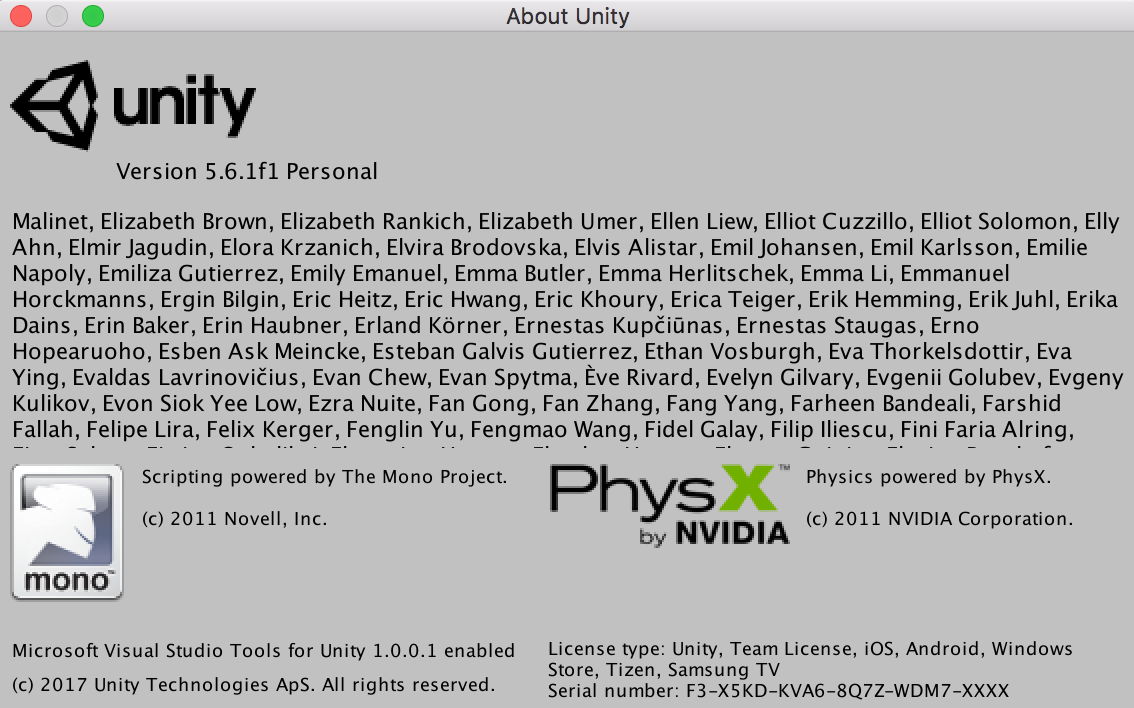 About Unity
unity
Version 5.6.1f1 Personal
Malinet, Elizabeth Brown, Elizabeth Rankich, Elizabeth Umer, Ellen Liew, Elliot Cuzzillo, Elliot Solomon, Elly
Ahn, Elmir Jagudin, Elora Krzanich, Elvira Brodovska, Elvis Alistar, Emil Johansen, Emil Karlsson, Emilie
Napoly, Emiliza Gutierrez, Emily Emanuel, Emma Butler, Emma Herlitschek, Emma Li, Emmanuel
Horckmanns, Ergin Bilgin, Eric Heitz, Eric Hwang, Eric Khoury, Erica Teiger, Erik Hemming, Erik Juhl, Erika
Dains, Erin Baker, Erin Haubner, Erland Körner, Ernestas Kupčiūnas, Ernestas Staugas, Erno
Hopearuoho, Esben Ask Meincke, Esteban Galvis Gutierrez, Ethan Vosburgh, Eva Thorkelsdottir, Eva
Ying, Evaldas Lavrinovičius, Evan Chew, Evan Spytma, Ève Rivard, Evelyn Gilvary, Evgenii Golubev, Evgeny
Kulikov, Evon Siok Yee Low, Ezra Nuite, Fan Gong, Fan Zhang, Fang Yang, Farheen Bandeali, Farshid
Fallah, Felipe Lira, Felix Kerger, Fenglin Yu, Fengmao Wang, Fidel Galay, Filip Iliescu, Fini Faria Alring,
mono™
Scripting powered by The Mono Project.
(c) 2011 Novell, Inc.
PhysX™
by NVIDIA
Physics powered by PhysX.
(c) 2011 NVIDIA Corporation.
Microsoft Visual Studio Tools for Unity 1.0.0.1 enabled
(c) 2017 Unity Technologies ApS. All rights reserved.
License type: Unity, Team License, iOS, Android, Windows
Store, Tizen, Samsung TV
Serial number: F3-X5KD-KVA6-8Q7Z-WDM7-XXXX